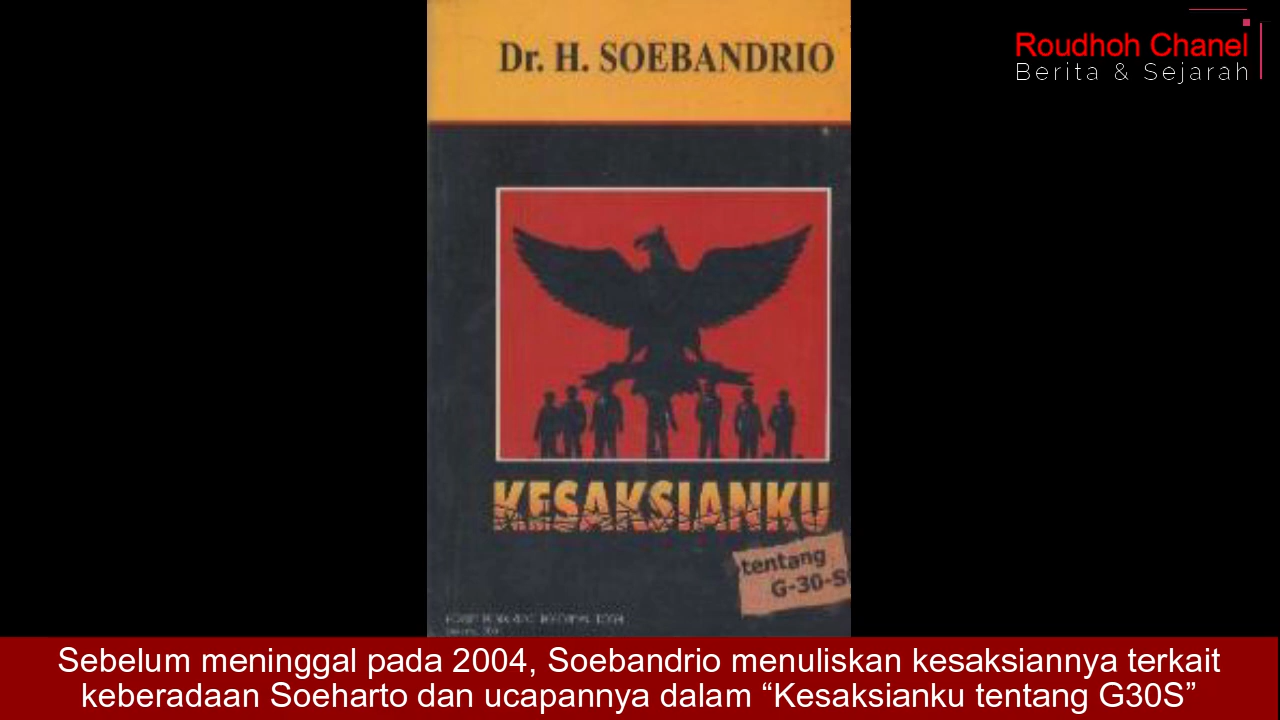 Dr. H. SOEBANDRIO
Roudhoh Chanel
Berita & Sejarah
KESAKSIANKU
tentang
G-30-S
Sebelum meninggal pada 2004, Soebandrio menuliskan kesaksiannya terkait
keberadaan Soeharto dan ucapannya dalam “Kesaksianku tentang G30S”